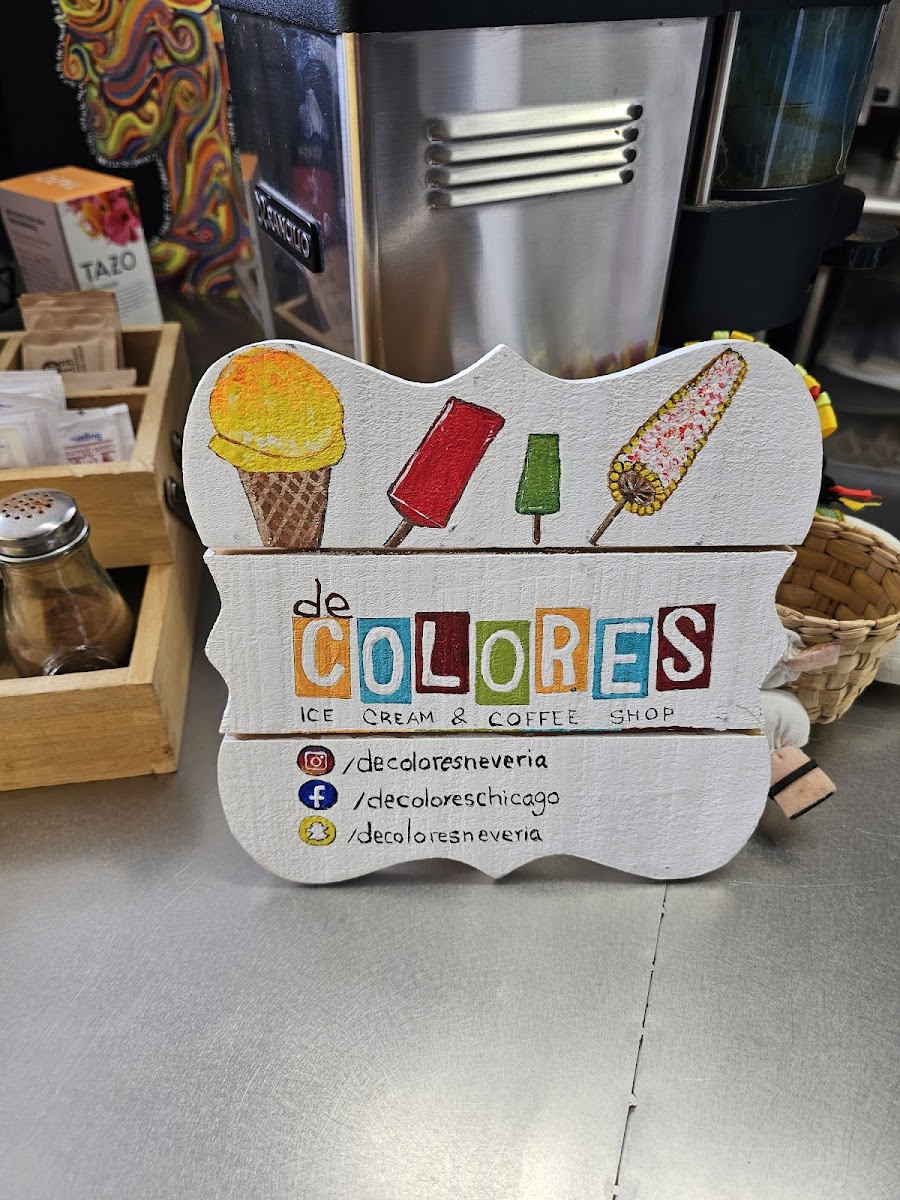 TAZO
de
COLORES
ICE CREAM & COFFEE SHOP
/decoloresneveria
/decoloreschicago
/decoloresneveria